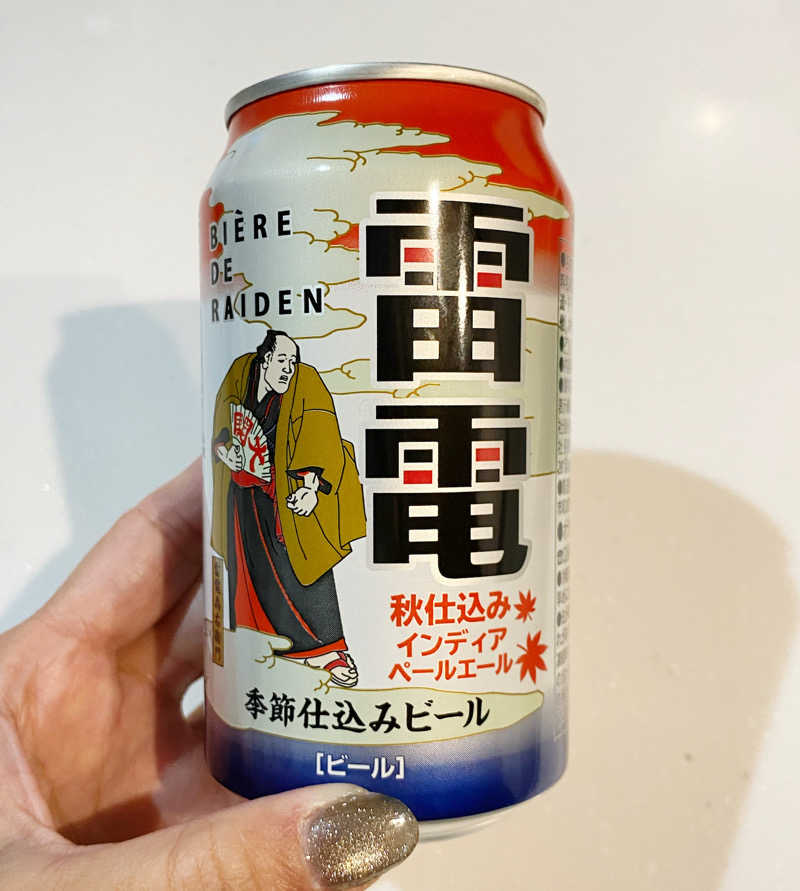 BIÈRE
DE
RAIDEN
雷電
秋仕込み
インディア
ペールエール
季節仕込みビール
[ビール]